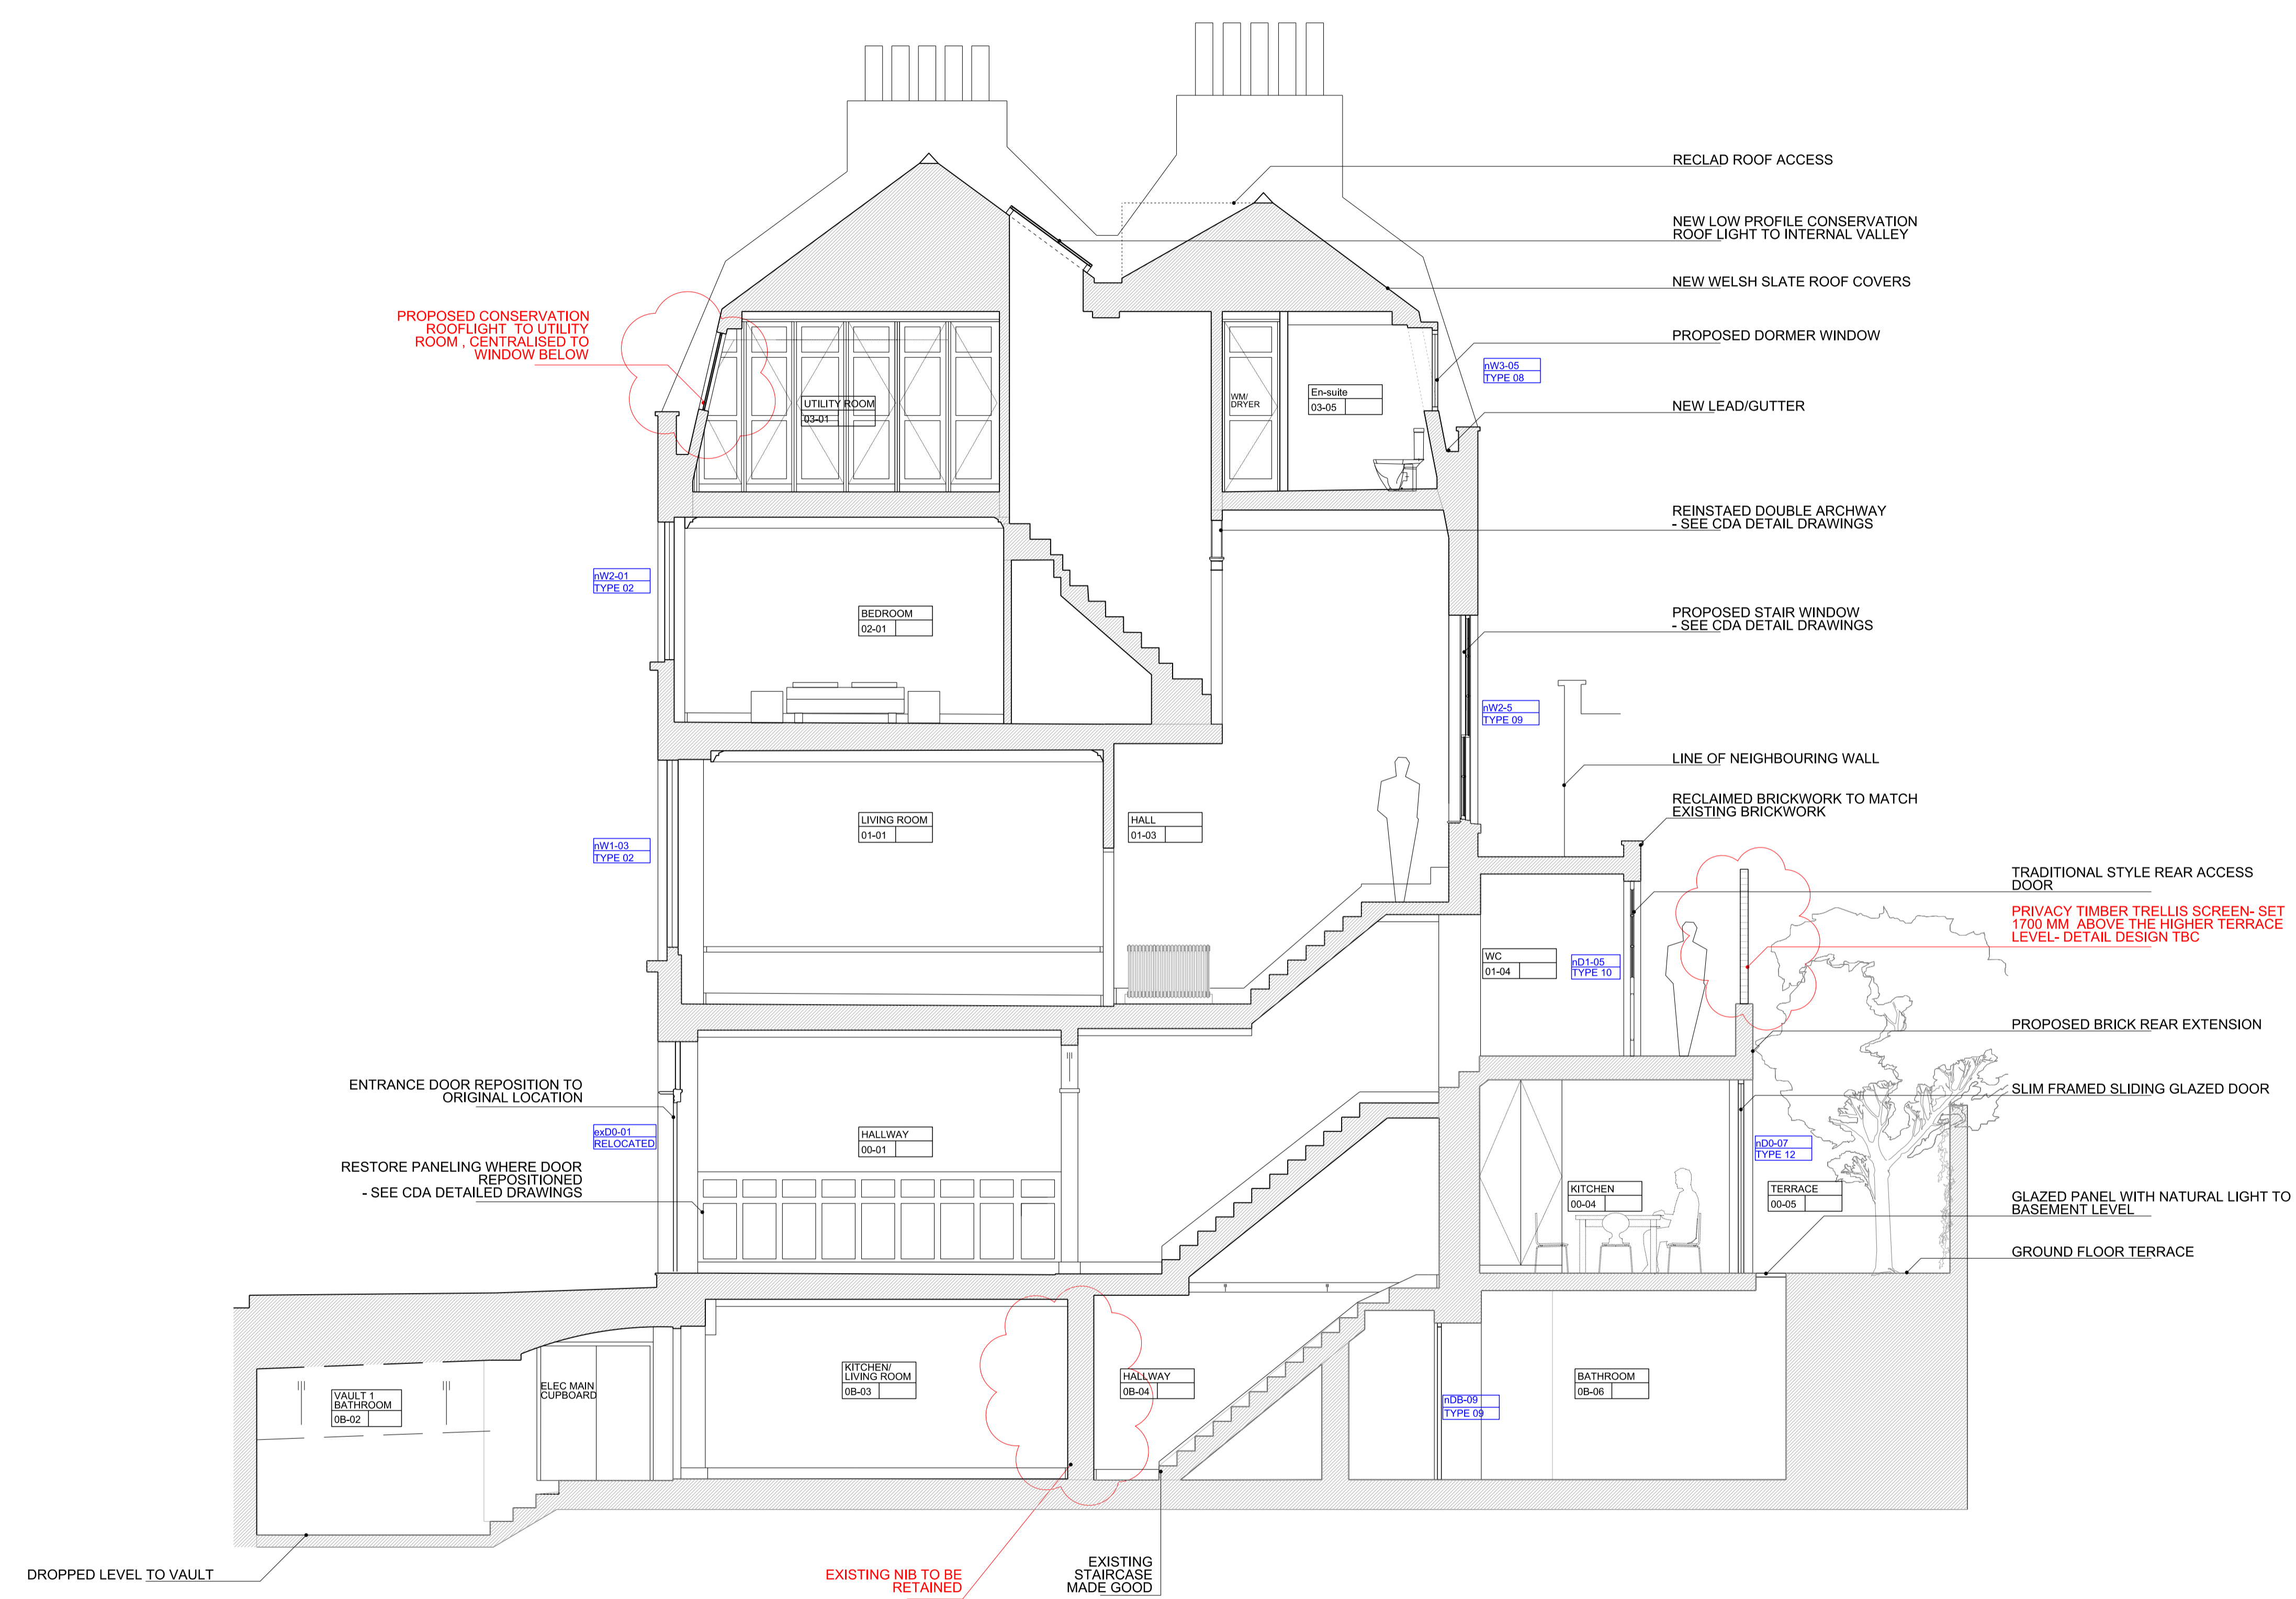 RECLAD ROOF ACCESS
NEW LOW PROFILE CONSERVATION
ROOF LIGHT TO INTERNAL VALLEY
NEW WELSH SLATE ROOF COVERS
PROPOSED CONSERVATION
ROOFLIGHT TO UTILITY
ROOM , CENTRALISED TO
WINDOW BELOW
PROPOSED DORMER WINDOW
nW3-05
TYPE 08
UTILITY ROOM
03-01
WM/
DRYER
En-suite
03-05
NEW LEAD/GUTTER
REINSTAED DOUBLE ARCHWAY
- SEE CDA DETAIL DRAWINGS
nW2-01
TYPE 02
BEDROOM
02-01
PROPOSED STAIR WINDOW
- SEE CDA DETAIL DRAWINGS
nW2-5
TYPE 09
LINE OF NEIGHBOURING WALL
RECLAIMED BRICKWORK TO MATCH
EXISTING BRICKWORK
nW1-03
TYPE 02
LIVING ROOM
01-01
HALL
01-03
TRADITIONAL STYLE REAR ACCESS
DOOR
PRIVACY TIMBER TRELLIS SCREEN- SET
1700 MM ABOVE THE HIGHER TERRACE
LEVEL- DETAIL DESIGN TBC
WC
01-04
nD1-05
TYPE 10
PROPOSED BRICK REAR EXTENSION
ENTRANCE DOOR REPOSITION TO
ORIGINAL LOCATION
SLIM FRAMED SLIDING GLAZED DOOR
exD0-01
RELOCATED
HALLWAY
00-01
nD0-07
TYPE 12
RESTORE PANELING WHERE DOOR
REPOSITIONED
- SEE CDA DETAILED DRAWINGS
KITCHEN
00-04
TERRACE
00-05
GLAZED PANEL WITH NATURAL LIGHT TO
BASEMENT LEVEL
GROUND FLOOR TERRACE
VAULT 1
BATHROOM
0B-02
ELEC MAIN
CUPBOARD
KITCHEN/
LIVING ROOM
0B-03
HALLWAY
0B-04
nDB-09
TYPE 09
BATHROOM
0B-06
DROPPED LEVEL TO VAULT
EXISTING NIB TO BE
RETAINED
EXISTING
STAIRCASE
MADE GOOD